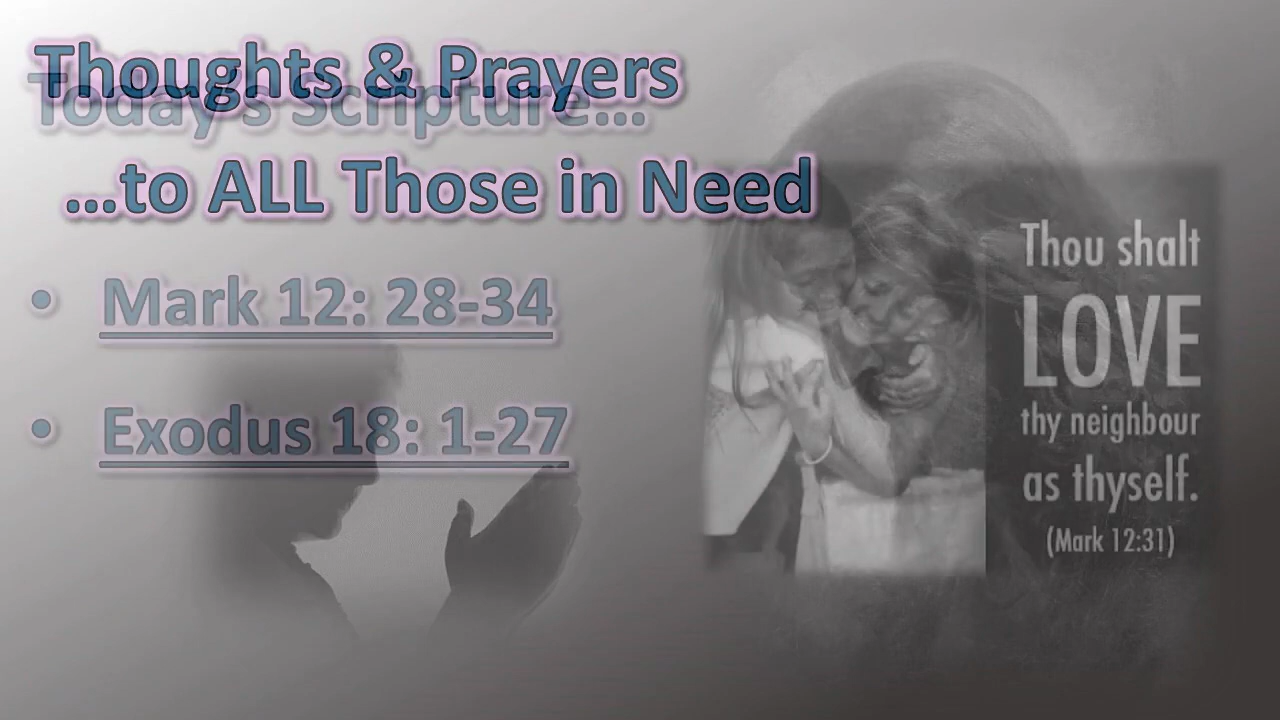 Thoughts & Prayers
Today's Scripture...
...to ALL Those in Need
• Mark 12: 28-34
• Exodus 18: 1-27
Thou shalt
LOVE
thy neighbour
as thyself.
(Mark 12:31)